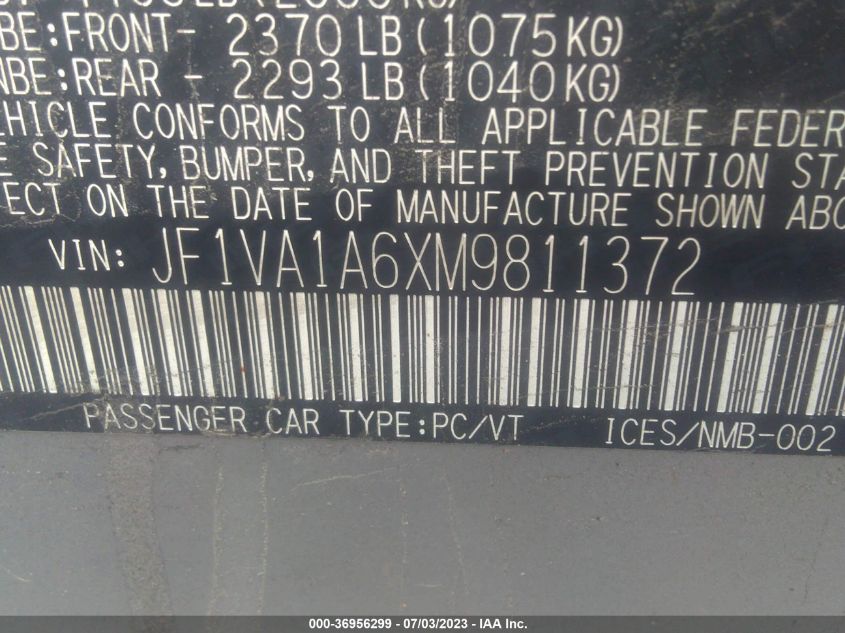 BE:FRONT- 2370 LB(1075KG)
NBE:REAR - 2293 LB(1040KG)
EHICLE CONFORMS TO ALL APPLICABLE FEDER
E SAFETY, BUMPER, AND THEFT PREVENTION STA
ECT ON THE DATE OF MANUFACTURE SHOWN ABO
VIN: JF1VA1A6XM9811372
PASSENGER CAR TYPE:PC/VT ICES/NMB-002
000-36956299 - 07/03/2023 - IAA Inc.